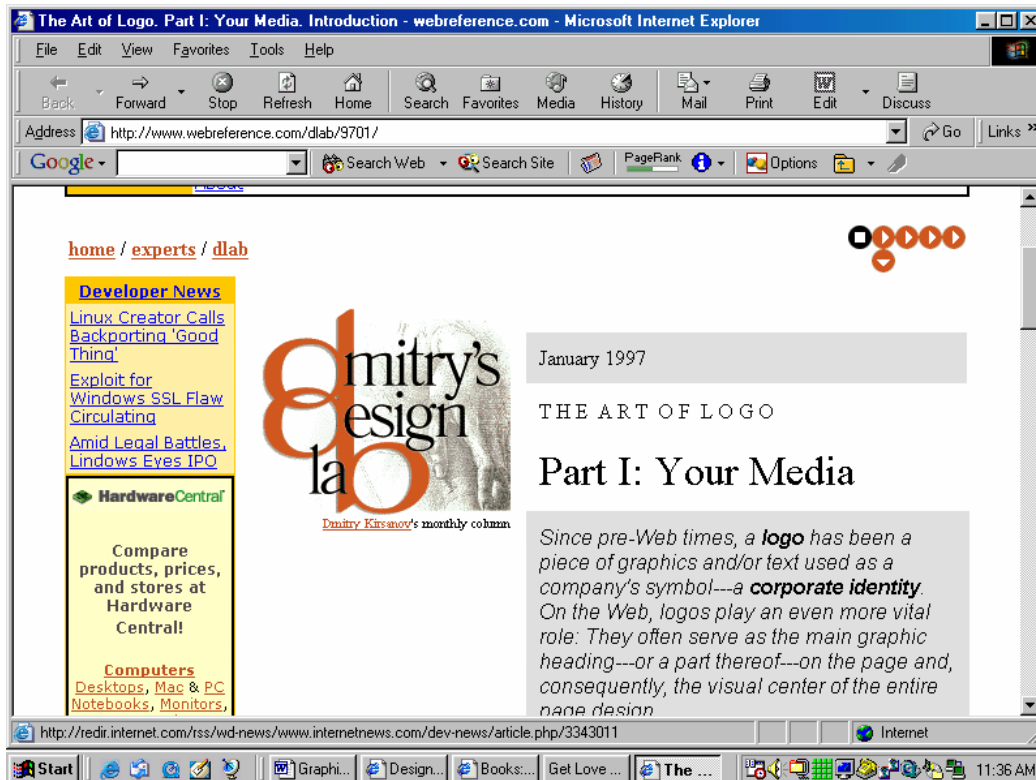 The Art of Logo. Part I: Your Media. Introduction - webreference.com - Microsoft Internet Explorer
File Edit View Favorites Tools Help
Back Forward Stop Refresh Home Search Favorites Media History Mail Print Edit Discuss
Address http://www.webreference.com/dlab/9701/ Go Links »
Google Search Web Search Site PageRank Options
About
home / experts / dlab
Developer News
Linux Creator Calls
Backporting 'Good
Thing'
Exploit for
Windows SSL Flaw
Circulating
Amid Legal Battles,
Lindows Eyes IPO
HardwareCentral
Compare
products, prices,
and stores at
Hardware
Central!
Computers
Desktops, Mac & PC
Notebooks, Monitors,
dmitry's
design
lab
Dmitry Kirsanov's monthly column
January 1997
THE ART OF LOGO
Part I: Your Media
Since pre-Web times, a logo has been a
piece of graphics and/or text used as a
company's symbol---a corporate identity.
On the Web, logos play an even more vital
role: They often serve as the main graphic
heading---or a part thereof---on the page and,
consequently, the visual center of the entire
page design
http://redir.internet.com/rss/wd-news/www.internetnews.com/dev-news/article.php/3343011 Internet
Start Graphi... Design... Books:... Get Love ... The ... 11:36 AM